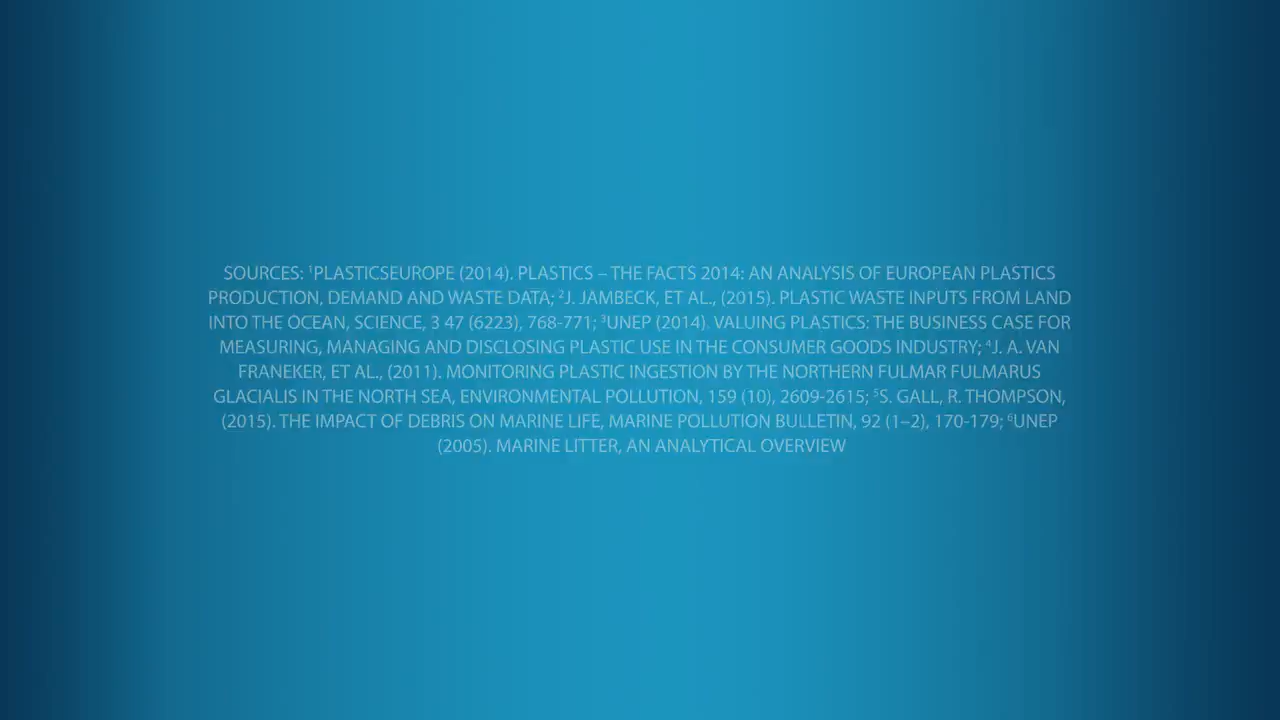 SOURCES: ¹PLASTICSEUROPE (2014). PLASTICS – THE FACTS 2014: AN ANALYSIS OF EUROPEAN PLASTICS
PRODUCTION, DEMAND AND WASTE DATA; ²J. JAMBECK, ET AL., (2015). PLASTIC WASTE INPUTS FROM LAND
INTO THE OCEAN, SCIENCE, 3 47 (6223), 768-771; ³UNEP (2014). VALUING PLASTICS: THE BUSINESS CASE FOR
MEASURING, MANAGING AND DISCLOSING PLASTIC USE IN THE CONSUMER GOODS INDUSTRY; ⁴J. A. VAN
FRANEKER, ET AL., (2011). MONITORING PLASTIC INGESTION BY THE NORTHERN FULMAR FULMARUS
GLACIALIS IN THE NORTH SEA, ENVIRONMENTAL POLLUTION, 159 (10), 2609-2615; ⁵S. GALL, R. THOMPSON,
(2015). THE IMPACT OF DEBRIS ON MARINE LIFE, MARINE POLLUTION BULLETIN, 92 (1–2), 170-179; ⁶UNEP
(2005). MARINE LITTER, AN ANALYTICAL OVERVIEW